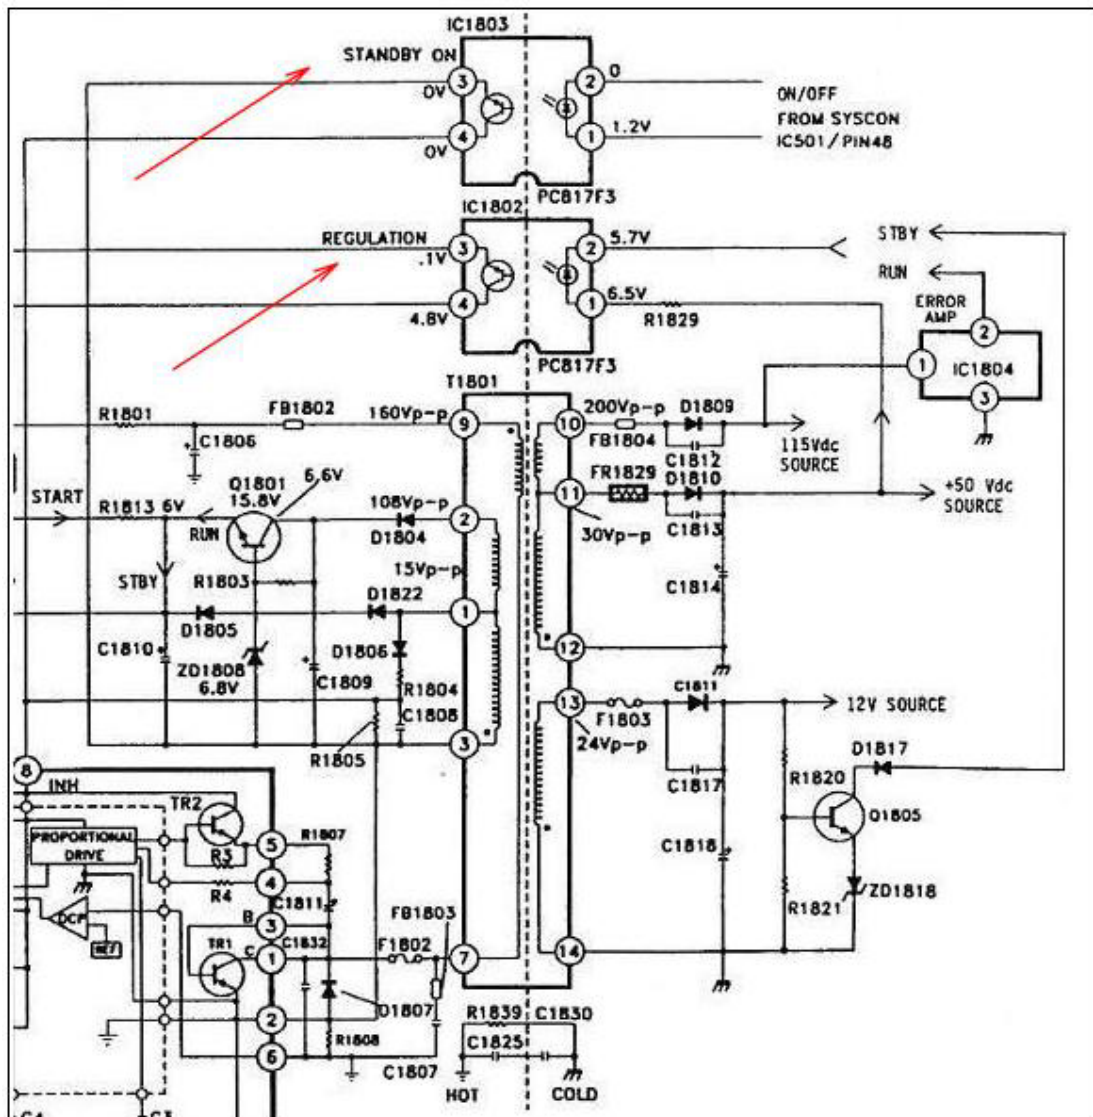 IC1803
STANDBY ON
3
0V
4
0V
2
0
1
1.2V
ON/OFF
FROM SYSCON
IC501/PIN48
PC817F3
IC1802
REGULATION
3
.1V
4
4.8V
2
5.7V
1
6.5V
R1829
PC817F3
STBY
RUN
ERROR
AMP
2
1
IC1804
3
T1801
R1801
FB1802
160Vp-p
9
C1806
10
200Vp-p
D1809
FB1804
C1812
115Vdc
SOURCE
Q1801
15.8V
6.6V
START
R1813
6V
RUN
108Vp-p
2
D1804
11
FR1829
D1810
30Vp-p
C1813
+50 Vdc
SOURCE
STBY
R1803
15Vp-p
D1822
1
D1805
C1810
ZD1808
6.8V
C1809
D1806
R1804
C1808
R1805
3
C1814
12
13
F1803
24Vp-p
C1811
12V SOURCE
C1817
R1820
D1817
Q1805
C1818
R1821
ZD1818
14
8
INH
TR2
PROPORTIONAL
DRIVE
R3
R4
5
R1807
4
C1811
B
3
DCP
REF
TR1
C
1
C1832
F1802
FB1803
7
D1807
2
R1808
6
C1807
R1839
C1830
C1825
HOT
COLD
C4
C3